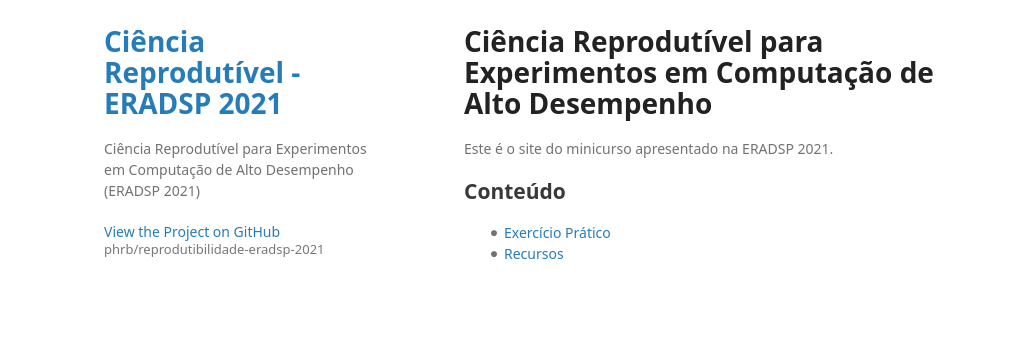 Ciência
Reprodutível -
ERADSP 2021
Ciência Reprodutível para Experimentos
em Computação de Alto Desempenho
(ERADSP 2021)
View the Project on GitHub
phrb/reprodutibilidade-eradsp-2021
Ciência Reprodutível para
Experimentos em Computação de
Alto Desempenho
Este é o site do minicurso apresentado na ERADSP 2021.
Conteúdo
Exercício Prático
Recursos